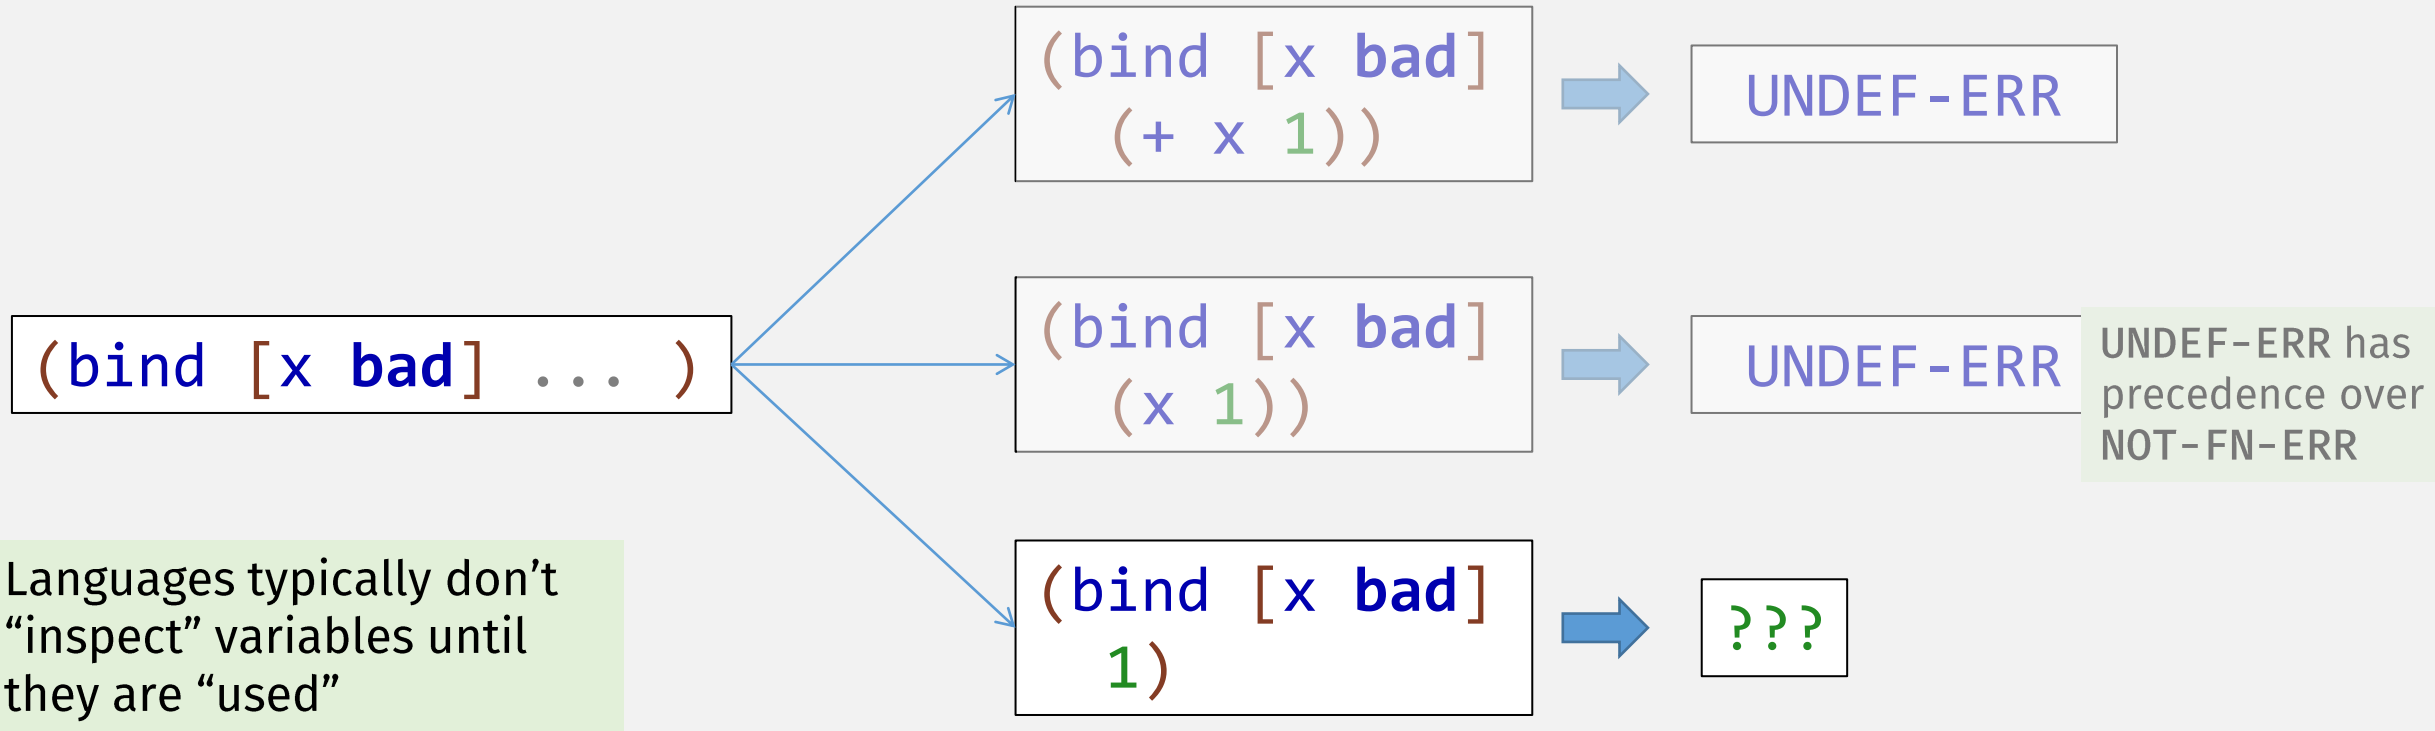 (bind [x bad] ... )
Languages typically don’t
“inspect” variables until
they are “used”
(bind [x bad]
(+ x 1))
UNDEF-ERR
(bind [x bad]
(x 1))
UNDEF-ERR
UNDEF-ERR has
precedence over
NOT-FN-ERR
(bind [x bad]
1)
???